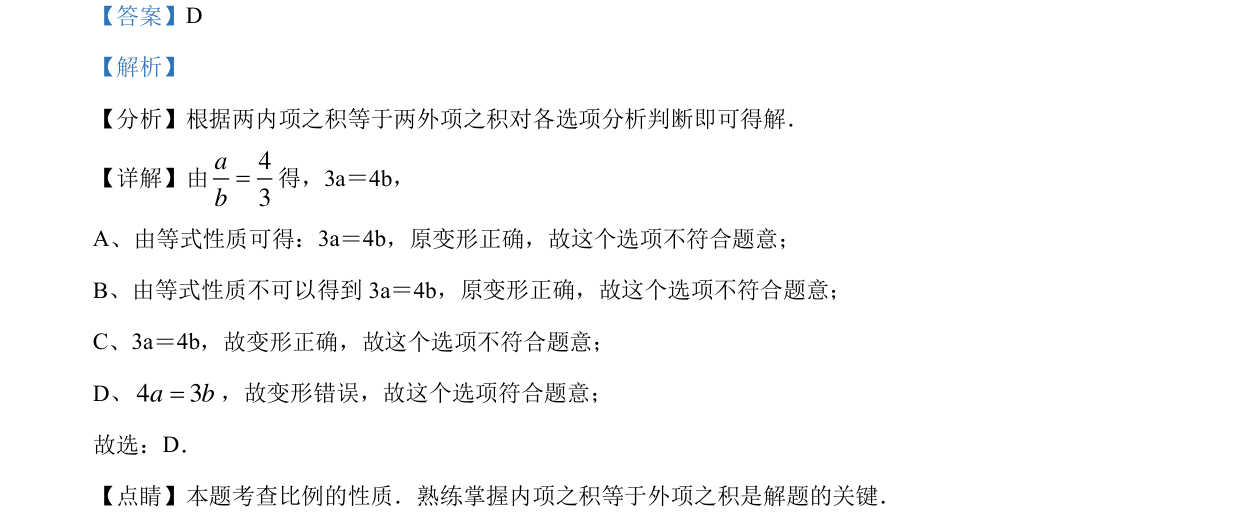 【答案】D
【解析】
【分析】根据两内项之积等于两外项之积对各选项分析判断即可得解．
【详解】由a/b=4/3得，3a＝4b，
A、由等式性质可得：3a＝4b，原变形正确，故这个选项不符合题意；
B、由等式性质不可以得到 3a＝4b，原变形正确，故这个选项不符合题意；
C、3a＝4b，故变形正确，故这个选项不符合题意；
D、4a=3b，故变形错误，故这个选项符合题意；
故选：D．
【点睛】本题考查比例的性质．熟练掌握内项之积等于外项之积是解题的关键．